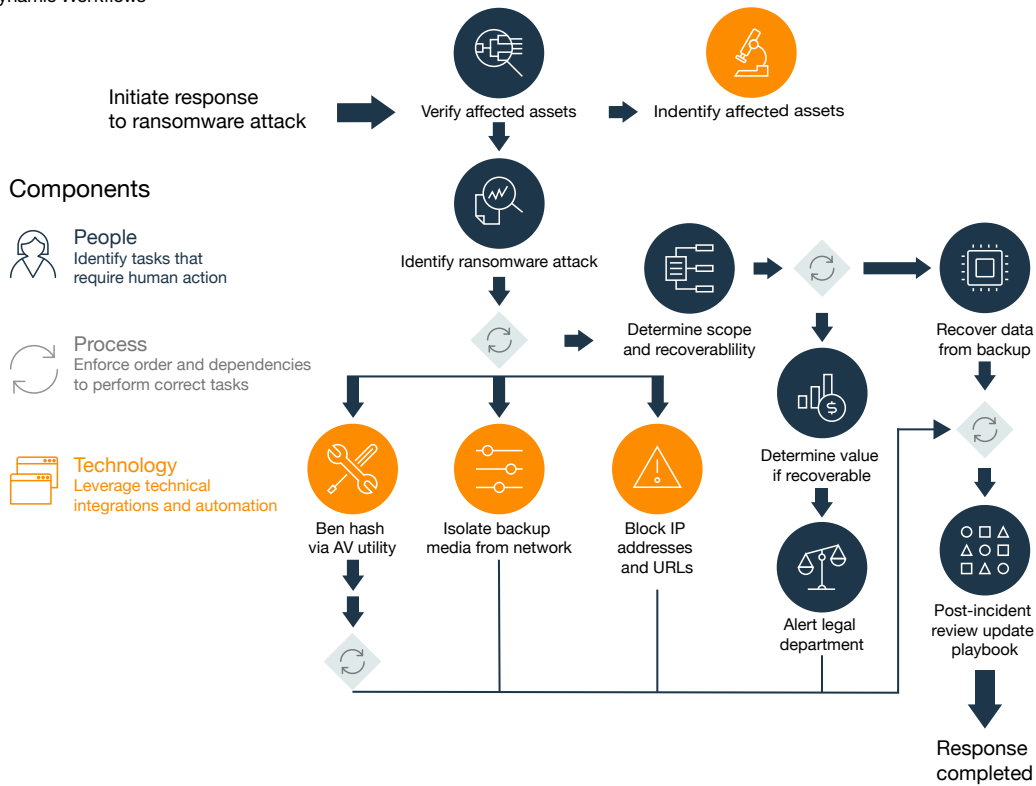 Initiate response
to ransomware attack
Verify affected assets
Indentify affected assets
Components
People
Identify tasks that
require human action
Identify ransomware attack
Process
Enforce order and dependencies
to perform correct tasks
Determine scope
and recoverablility
Recover data
from backup
Technology
Leverage technical
integrations and automation
Determine value
if recoverable
$
Ben hash
via AV utility
Isolate backup
media from network
Block IP
addresses
and URLs
Alert legal
department
Post-incident
review update
playbook
Response
completed